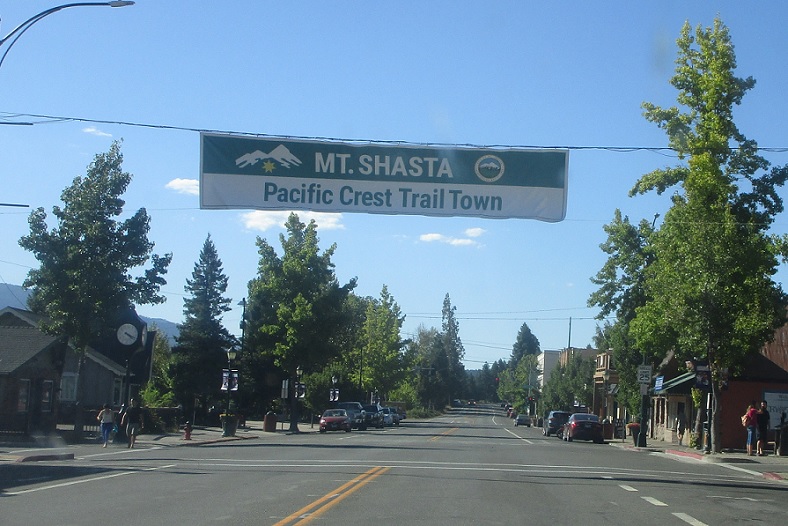 MT. SHASTA
Pacific Crest Trail Town